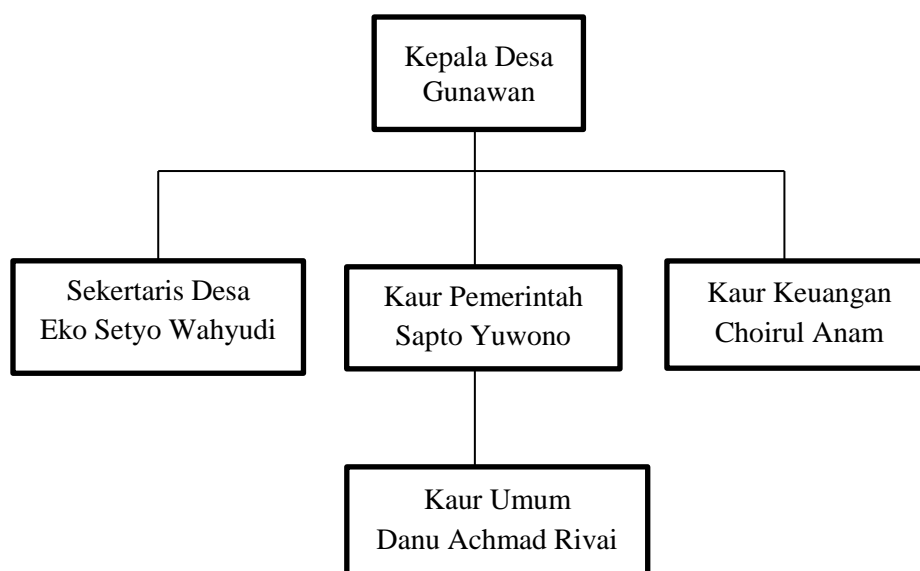 Kepala Desa
Gunawan
Sekertaris Desa
Eko Setyo Wahyudi
Kaur Pemerintah
Sapto Yuwono
Kaur Keuangan
Choirul Anam
Kaur Umum
Danu Achmad Rivai